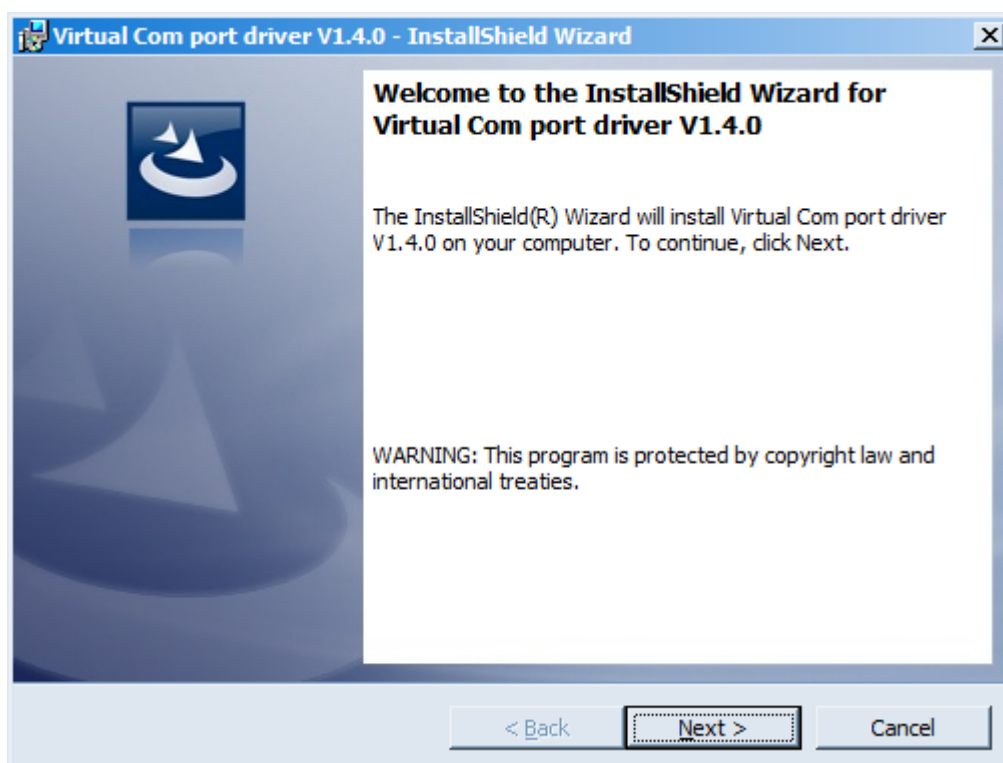 Virtual Com port driver V1.4.0 - InstallShield Wizard
Welcome to the InstallShield Wizard for
Virtual Com port driver V1.4.0
The InstallShield(R) Wizard will install Virtual Com port driver
V1.4.0 on your computer. To continue, click Next.
WARNING: This program is protected by copyright law and
international treaties.
< Back
Next >
Cancel